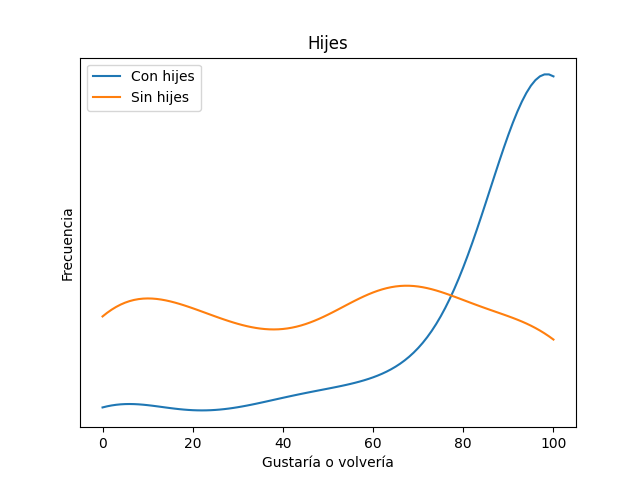 Hijes
Con hijes
Sin hijes
Frecuencia
0 20 40 60 80 100
Gustaría o volvería